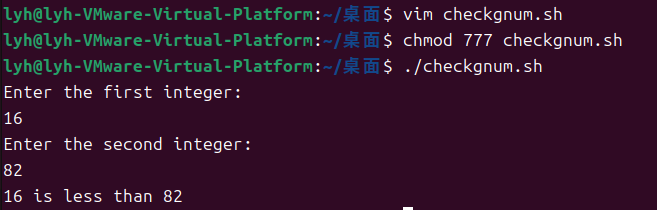 lyh@lyh-VMware-Virtual-Platform:~/桌面$ vim checkgnum.sh
lyh@lyh-VMware-Virtual-Platform:~/桌面$ chmod 777 checkgnum.sh
lyh@lyh-VMware-Virtual-Platform:~/桌面$ ./checkgnum.sh
Enter the first integer:
16
Enter the second integer:
82
16 is less than 82